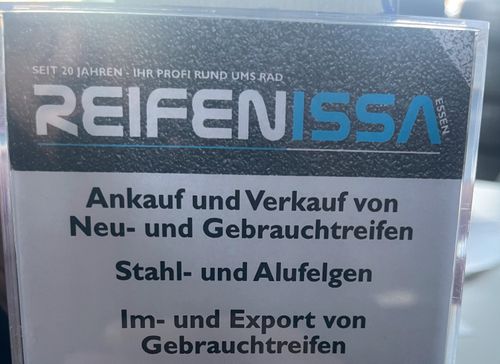 SEIT 20 JAHREN - IHR PROFI RUND UMS RAD
REIFENISSA
ESSEN
Ankauf und Verkauf von
Neu- und Gebrauchtreifen
Stahl- und Alufelgen
Im- und Export von
Gebrauchtreifen